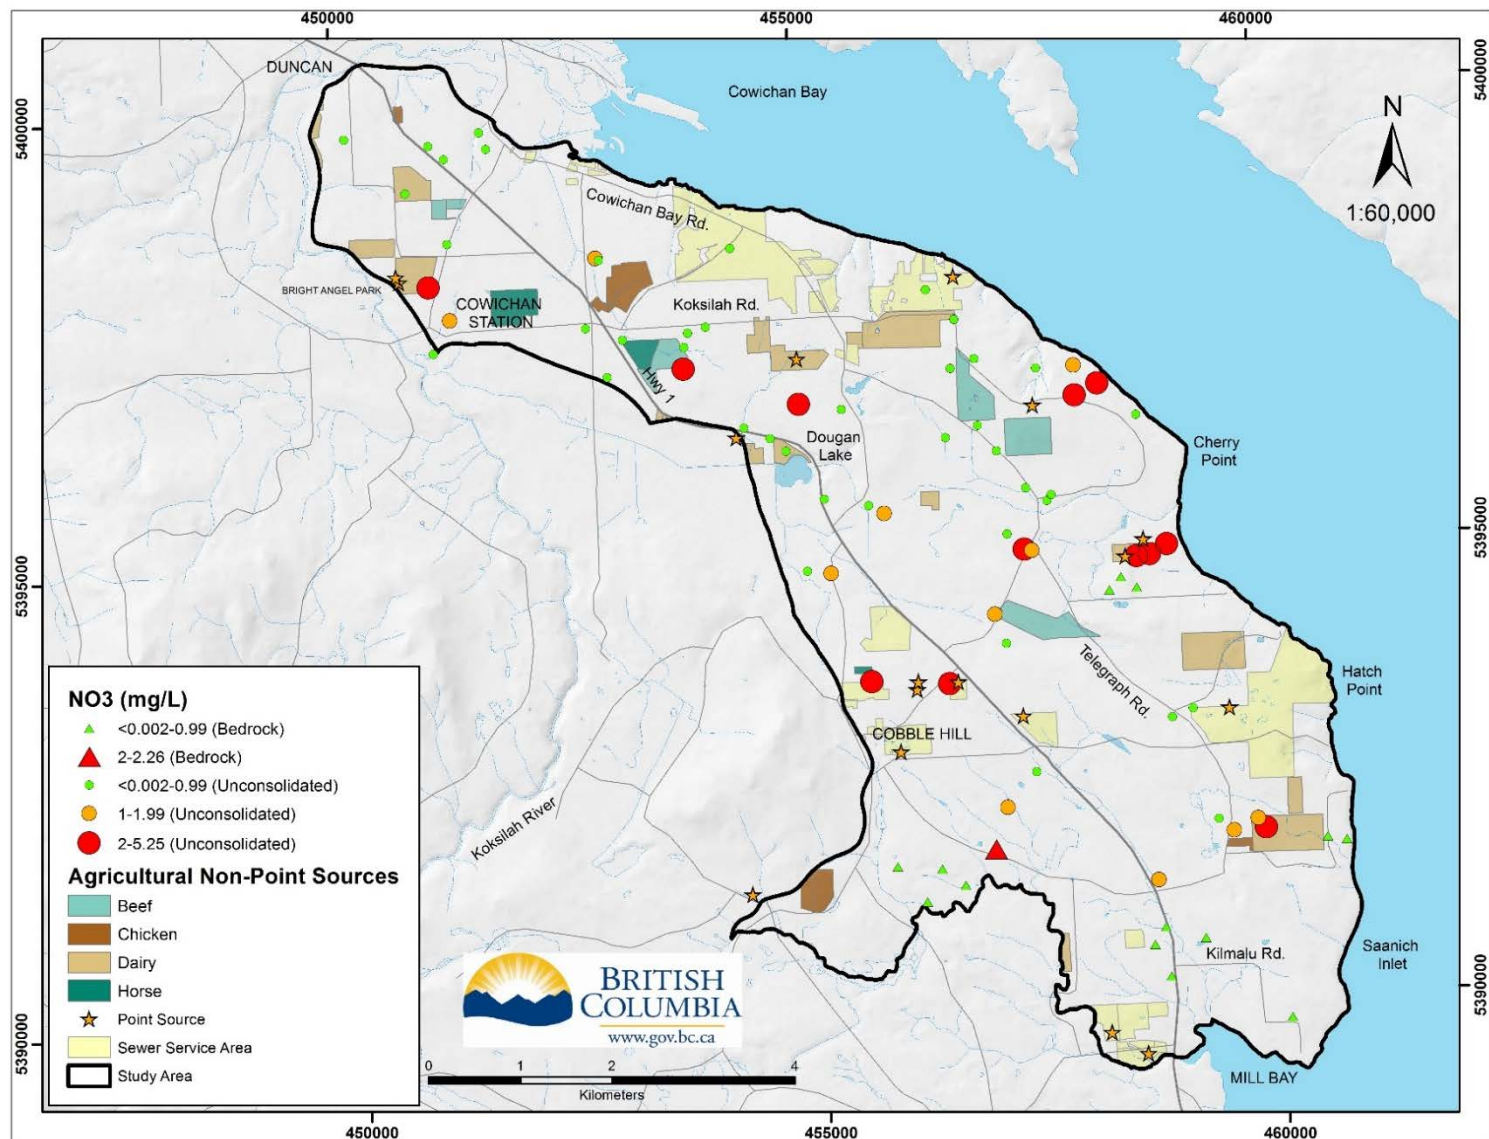 450000
455000
460000
DUNCAN
Cowichan Bay
N
5400000
5400000
1:60,000
Cowichan Bay Rd.
BRIGHT ANGEL PARK
COWICHAN
STATION
Koksilah Rd.
Hwy 1
Dougan
Lake
Cherry
Point
5395000
5395000
Telegraph Rd.
Hatch
Point
COBBLE HILL
Koksilah River
Kilmalu Rd.
Saanich
Inlet
NO3 (mg/L)
<0.002-0.99 (Bedrock)
2-2.26 (Bedrock)
<0.002-0.99 (Unconsolidated)
1-1.99 (Unconsolidated)
2-5.25 (Unconsolidated)
Agricultural Non-Point Sources
Beef
Chicken
Dairy
Horse
Point Source
Sewer Service Area
Study Area
BRITISH
COLUMBIA
www.gov.bc.ca
0 1 2 4
Kilometers
5390000
5390000
MILL BAY
450000
455000
460000